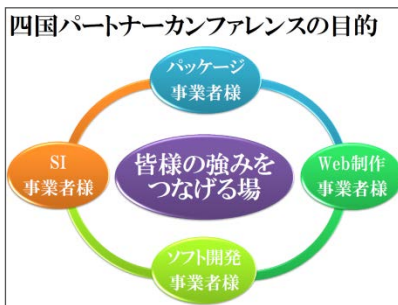 四国パートナーカンファレンスの目的
パッケージ
事業者様
SI
事業者様
皆様の強みを
つなげる場
Web制作
事業者様
ソフト開発
事業者様